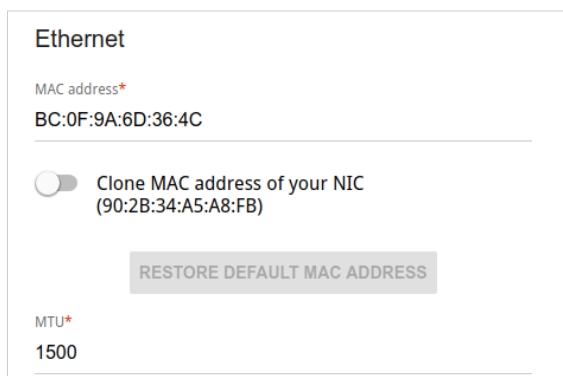 Ethernet
MAC address*
BC:0F:9A:6D:36:4C
Clone MAC address of your NIC
(90:2B:34:A5:A8:FB)
RESTORE DEFAULT MAC ADDRESS
MTU*
1500